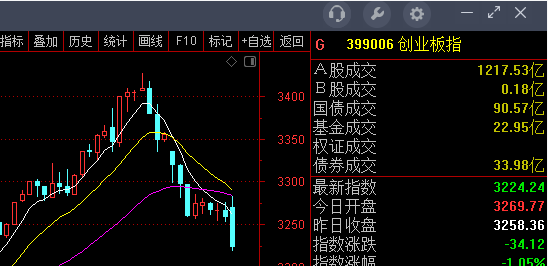 指标 叠加 历史 统计 画线 F10 标记 +自选 返回
G 399006 创业板指
3400
3350
3300
3250
3200
A股成交 1217.53亿
B股成交 0.18亿
国债成交 90.57亿
基金成交 22.95亿
权证成交
债券成交 33.98亿
最新指数 3224.24
今日开盘 3269.77
昨日收盘 3258.36
指数涨跌 -34.12
指数涨幅 -1.05%